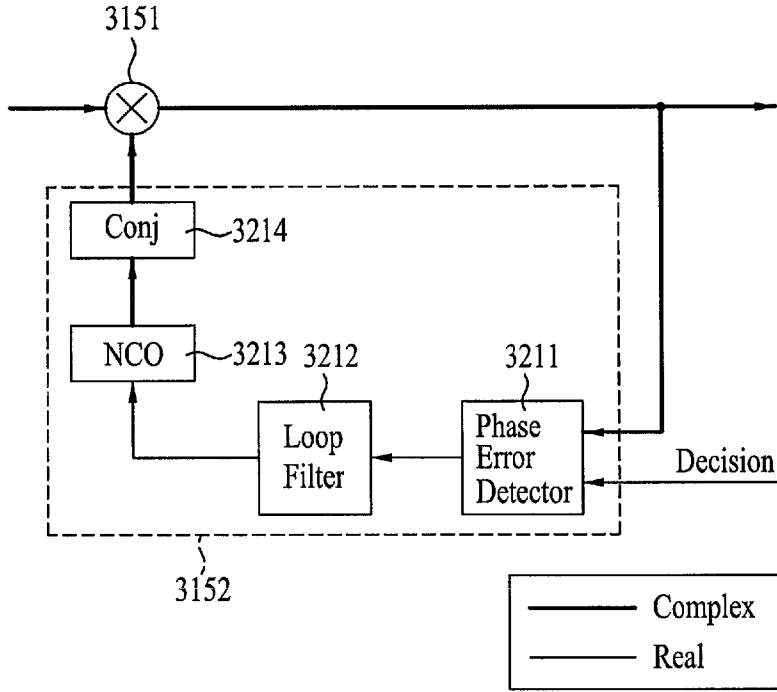 3151
Conj
3214
NCO
3213
3212
3211
Loop
Filter
Phase
Error
Detector
Decision
3152
Complex
Real